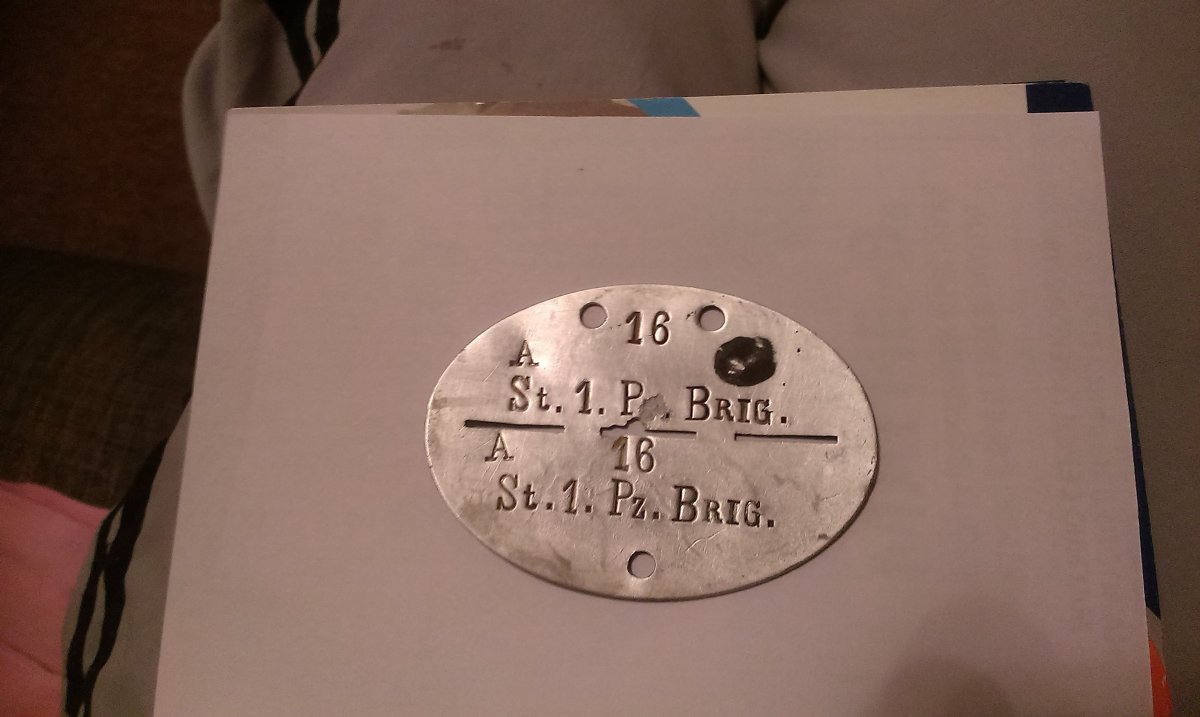 16
A
St. 1. P . BRIG.
A 16
St. 1. Pz. BRIG.